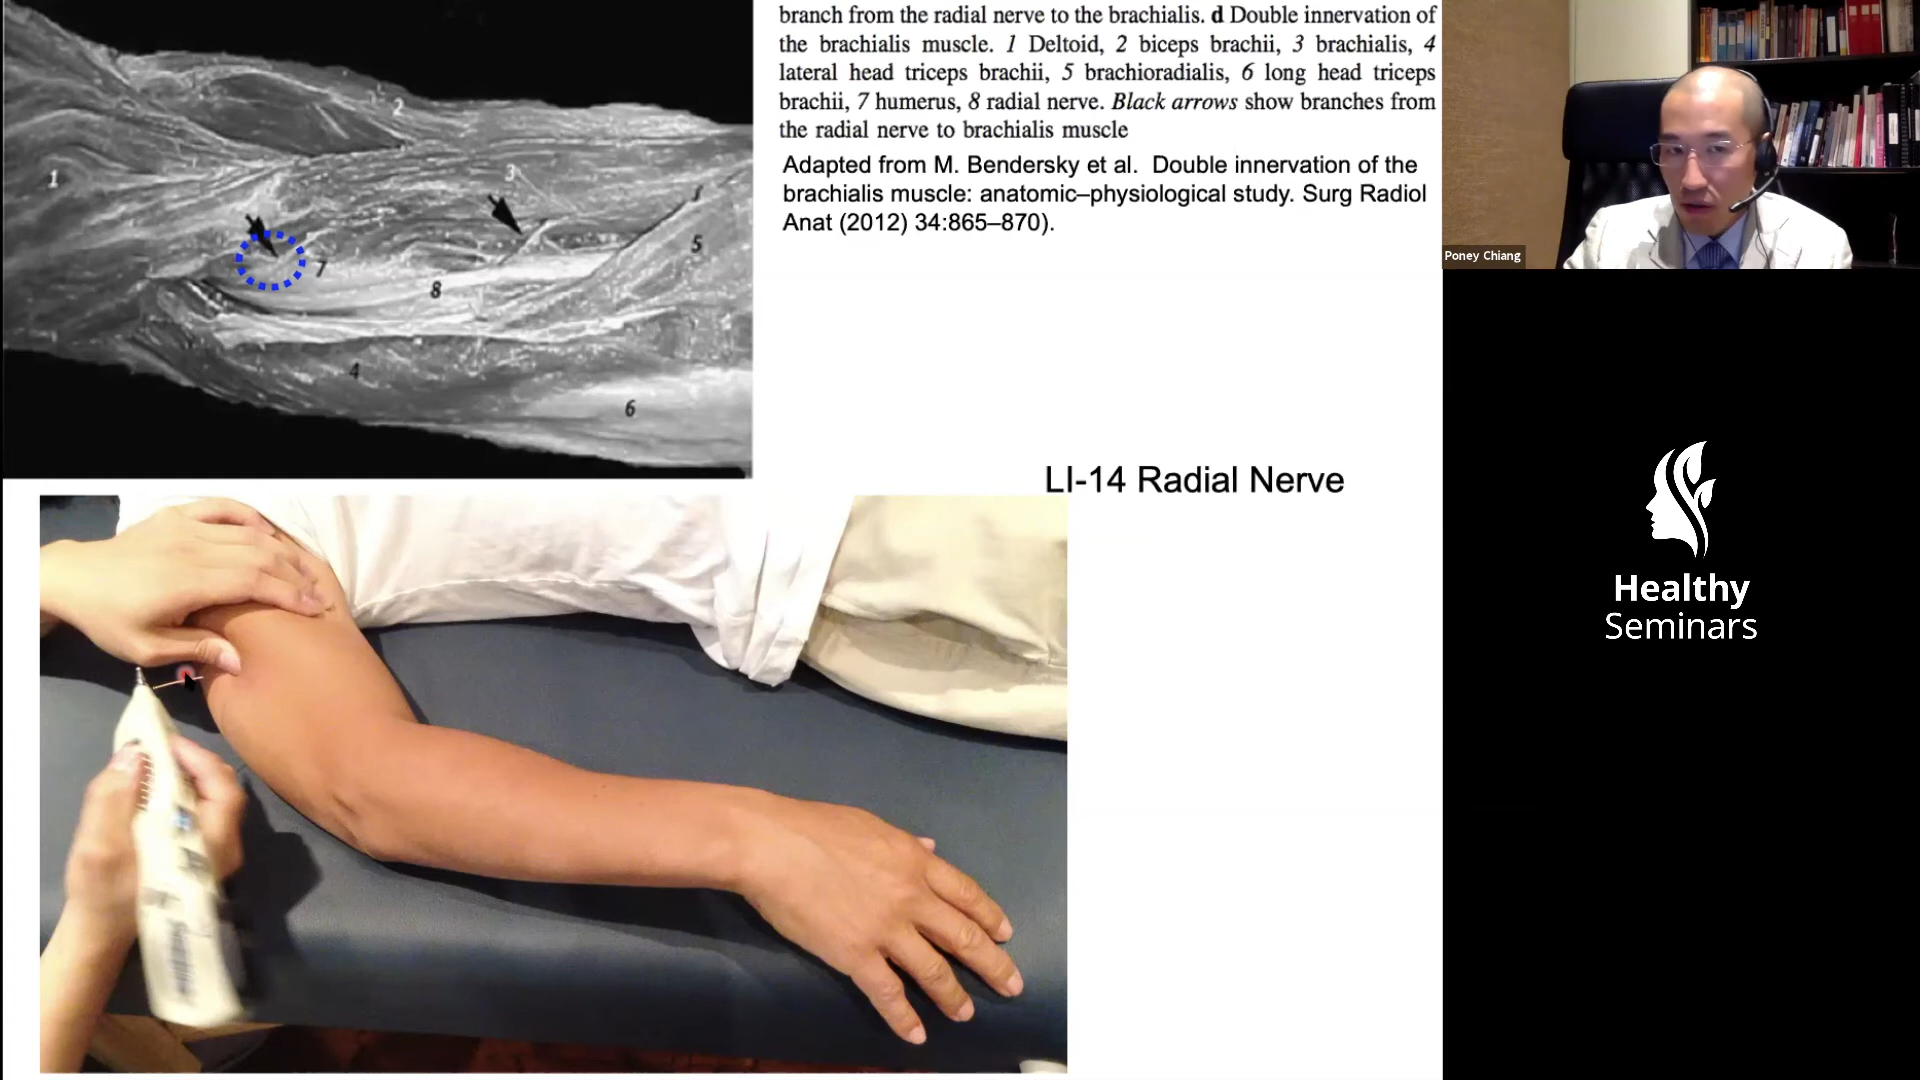 branch from the radial nerve to the brachialis. d Double innervation of
the brachialis muscle. 1 Deltoid, 2 biceps brachii, 3 brachialis, 4
lateral head triceps brachii, 5 brachioradialis, 6 long head triceps
brachii, 7 humerus, 8 radial nerve. Black arrows show branches from
the radial nerve to brachialis muscle
Adapted from M. Bendersky et al. Double innervation of the
brachialis muscle: anatomic–physiological study. Surg Radiol
Anat (2012) 34:865–870).
1
2
3
5
7
8
4
6
Poney Chiang
LI-14 Radial Nerve
Healthy
Seminars